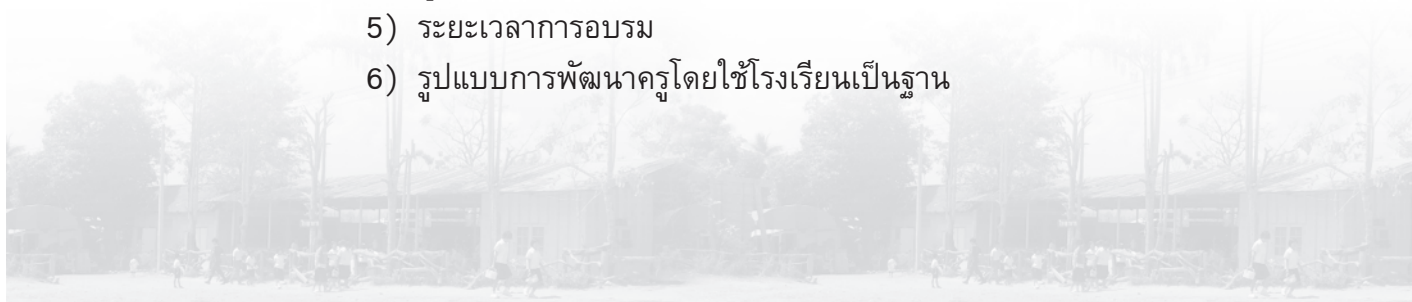 5) ระยะเวลาการอบรม
6) รูปแบบการพัฒนาครูโดยใช้โรงเรียนเป็นฐาน